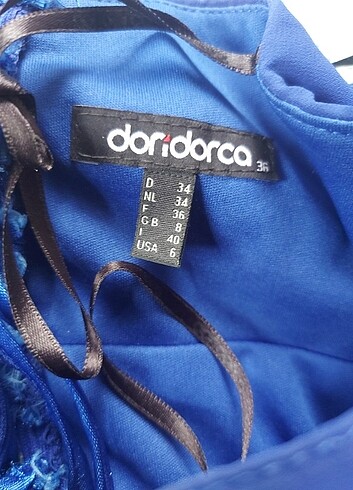 doridorca 36
D 34
NL 34
F 36
GB 8
I 40
USA 6